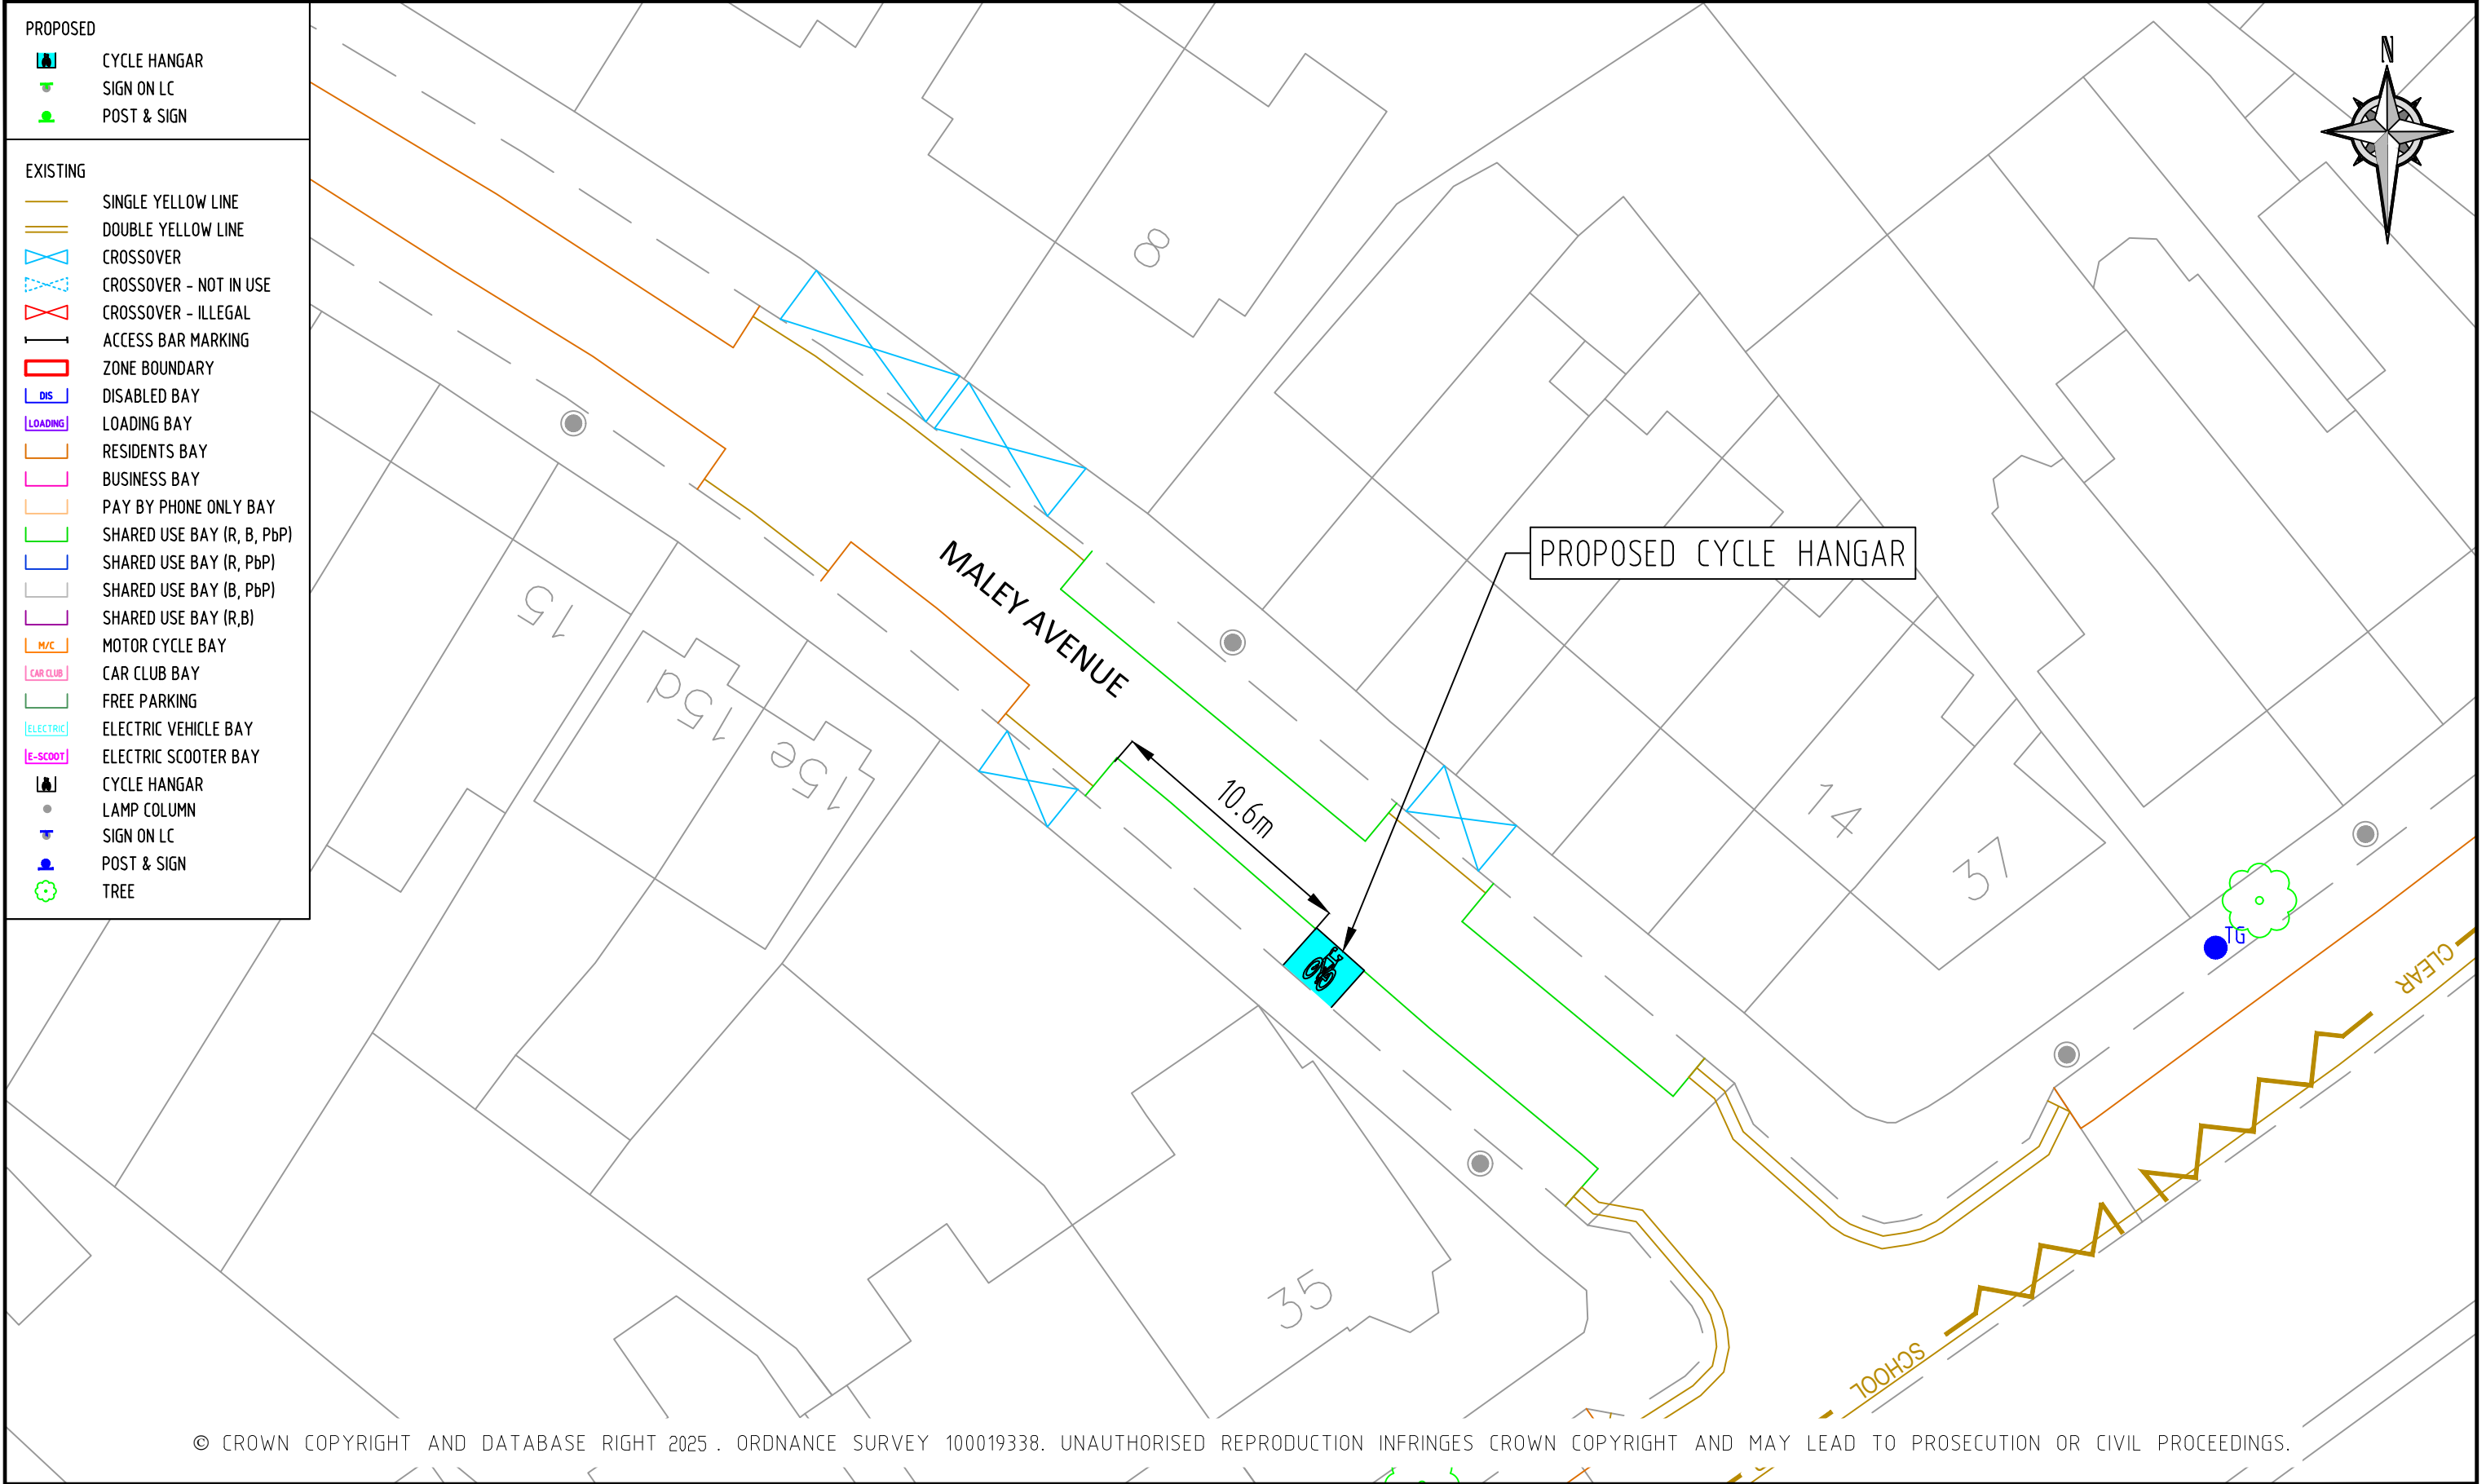 PROPOSED
CYCLE HANGAR
SIGN ON LC
POST & SIGN
EXISTING
SINGLE YELLOW LINE
DOUBLE YELLOW LINE
CROSSOVER
CROSSOVER - NOT IN USE
CROSSOVER - ILLEGAL
ACCESS BAR MARKING
ZONE BOUNDARY
DIS DISABLED BAY
LOADING LOADING BAY
RESIDENTS BAY
BUSINESS BAY
PAY BY PHONE ONLY BAY
SHARED USE BAY (R, B, PbP)
SHARED USE BAY (R, PbP)
SHARED USE BAY (B, PbP)
SHARED USE BAY (R,B)
M/C MOTOR CYCLE BAY
CAR CLUB CAR CLUB BAY
FREE PARKING
ELECTRIC ELECTRIC VEHICLE BAY
E-SCOOT ELECTRIC SCOOTER BAY
CYCLE HANGAR
LAMP COLUMN
SIGN ON LC
POST & SIGN
TREE
N
8
PROPOSED CYCLE HANGAR
MALEY AVENUE
15
15d
15e
10.6m
14
37
TG
CLEAR
35
SCHOOL
© CROWN COPYRIGHT AND DATABASE RIGHT 2025 . ORDNANCE SURVEY 100019338. UNAUTHORISED REPRODUCTION INFRINGES CROWN COPYRIGHT AND MAY LEAD TO PROSECUTION OR CIVIL PROCEEDINGS.